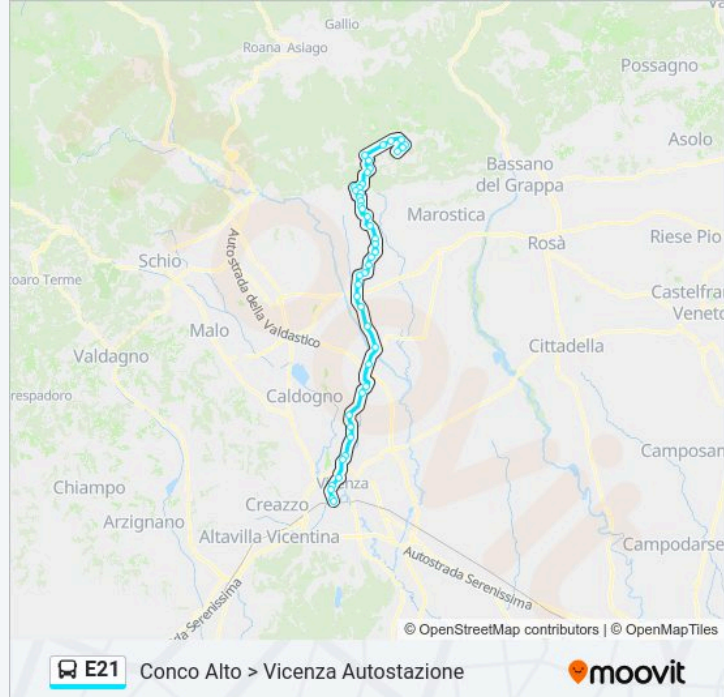 Gallio
Roana Asiago
Possagno
Asolo
Bassano
del Grappa
Marostica
Rosà
Riese Pio
Schio
oaro Terme
Autostrada della Valdastico
Castelfran
Veneto
Malo
Valdagno
Cittadella
Caldogno
respadoro
Camposam
Chiampo
Vicenza
Creazzo
Arzignano
Altavilla Vicentina
Campodarse
Autostrada Serenissima
da Serenissima
moovit
© OpenStreetMap contributors | © OpenMapTiles
E21 Conco Alto > Vicenza Autostazione
moovit